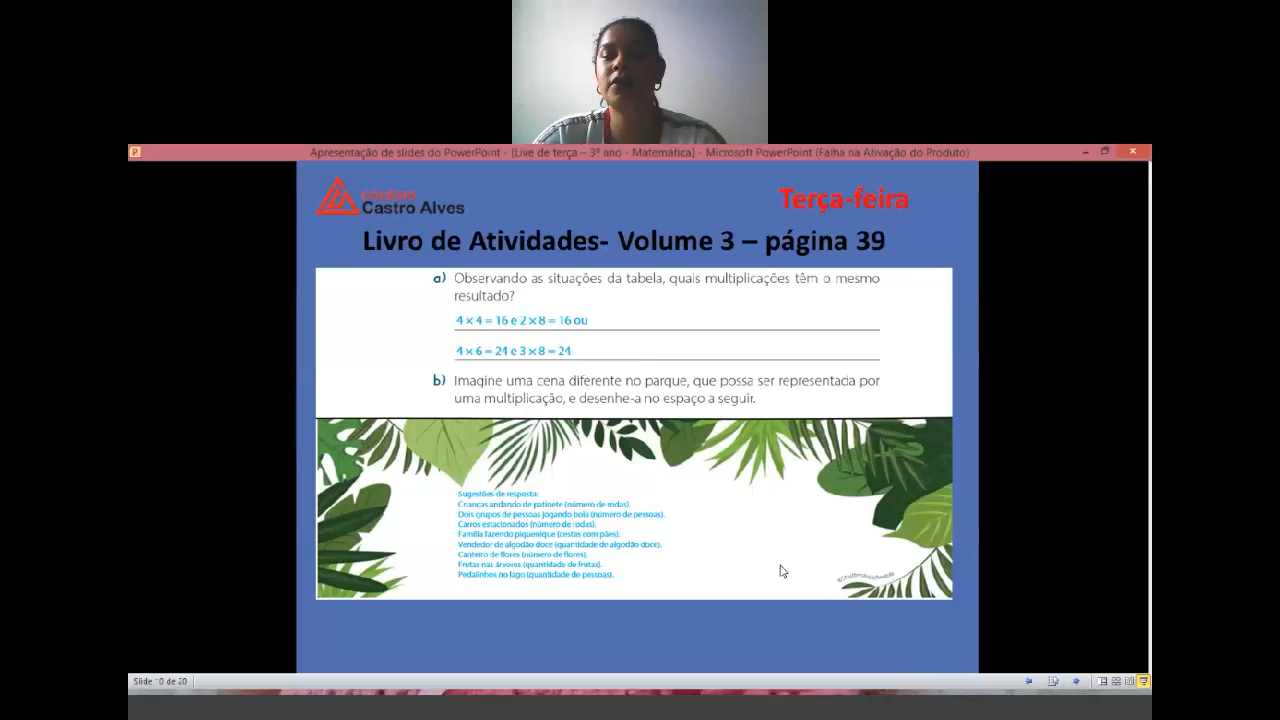 Apresentação de slides do PowerPoint - [Live de terça – 3º ano - Matemática] - Microsoft PowerPoint (Falha na Ativação do Produto)
COLÉGIO
Castro Alves
Terça-feira
Livro de Atividades- Volume 3 – página 39
a) Observando as situações da tabela, quais multiplicações têm o mesmo
resultado?
4 × 4 = 16 e 2 × 8 = 16 ou
4 × 6 = 24 e 3 × 8 = 24
b) Imagine uma cena diferente no parque, que possa ser representada por
uma multiplicação, e desenhe-a no espaço a seguir.
Sugestões de resposta:
Crianças andando de patinete (número de rodas).
Dois grupos de pessoas jogando bola (número de pessoas).
Carros estacionados (número de rodas).
Família fazendo piquenique (cestas com pães).
Vendedor de algodão doce (quantidade de algodão doce).
Canteiro de flores (número de flores).
Frutas nas árvores (quantidade de frutas).
Pedalinhos no lago (quantidade de pessoas).
Slide 10 de 20